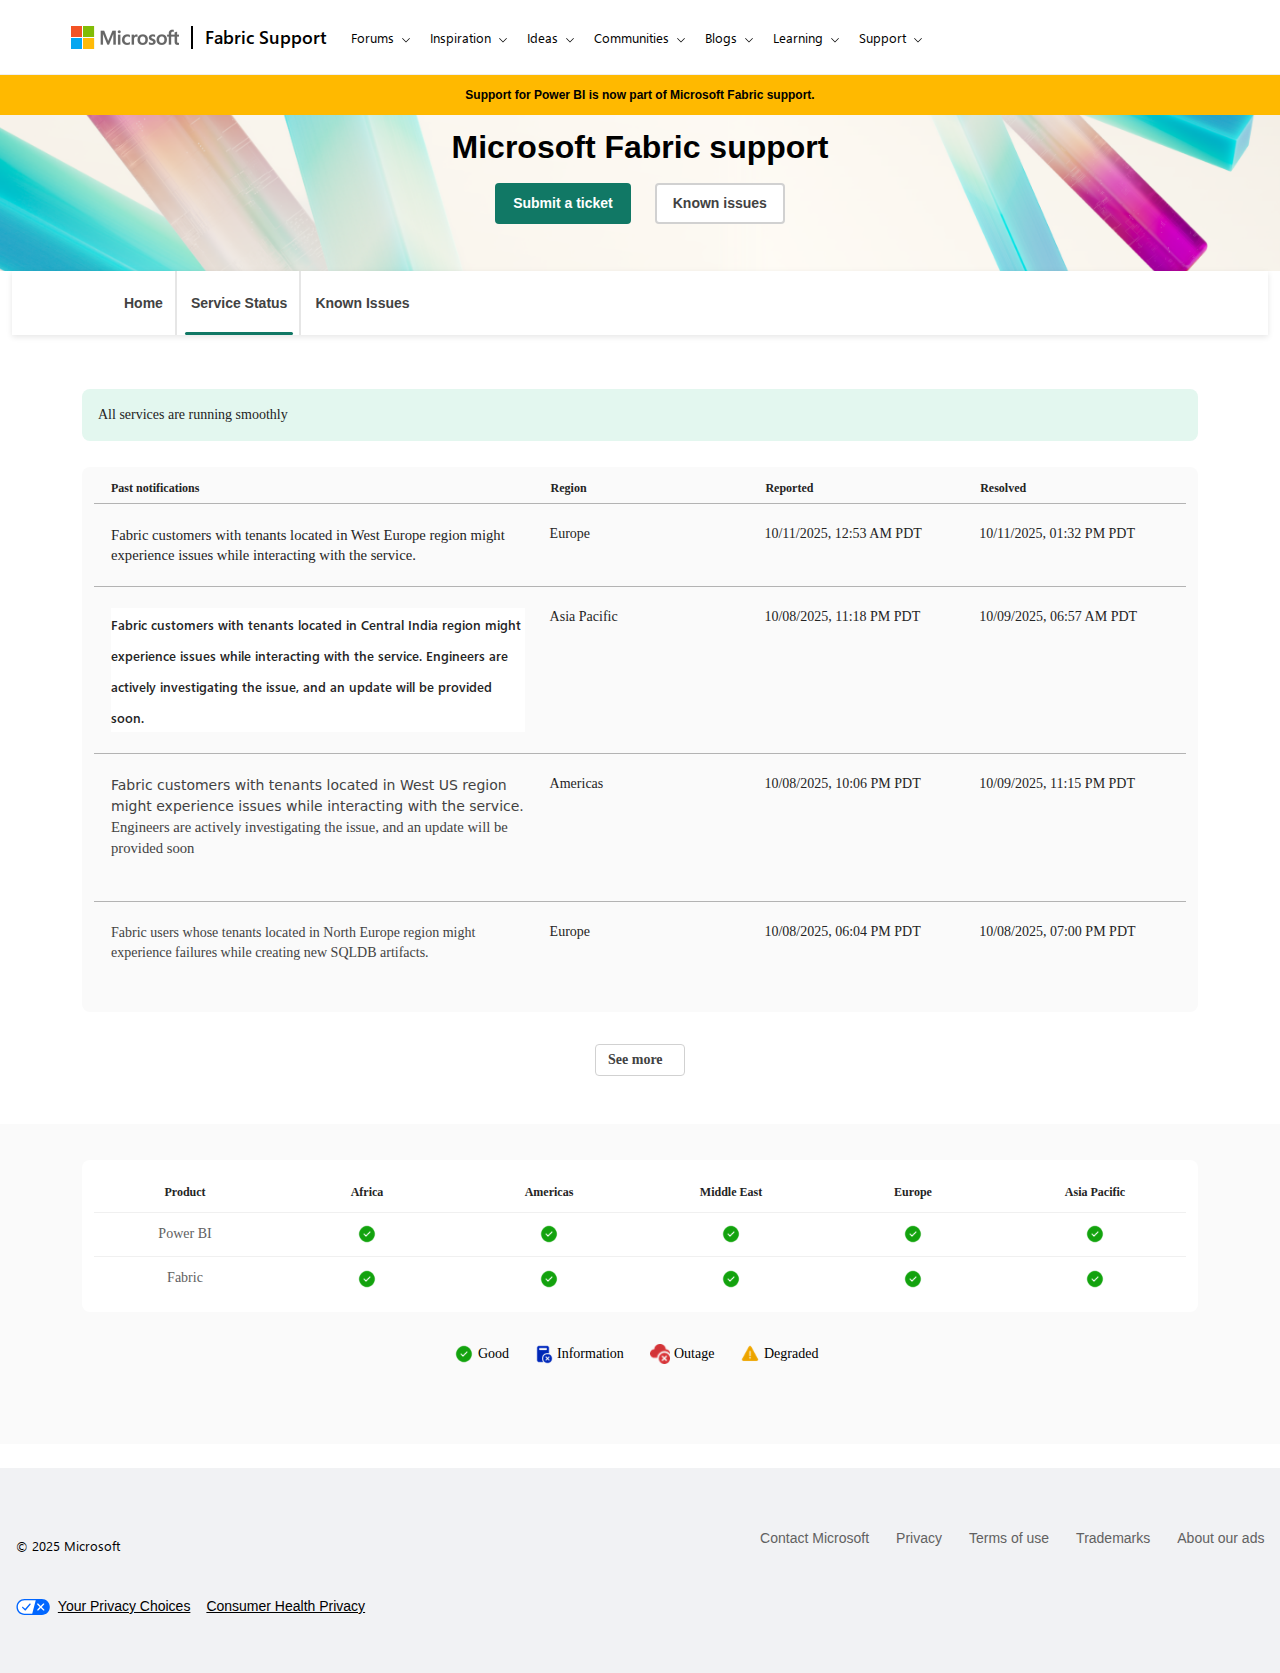 Microsoft Fabric Support Forums Inspiration Ideas Communities Blogs Learning Support
Support for Power BI is now part of Microsoft Fabric support.
Microsoft Fabric support
Submit a ticket Known issues
Home Service Status Known Issues
All services are running smoothly
Past notifications Region Reported Resolved
Fabric customers with tenants located in West Europe region might Europe 10/11/2025, 12:53 AM PDT 10/11/2025, 01:32 PM PDT
experience issues while interacting with the service.
Fabric customers with tenants located in Central India region might Asia Pacific 10/08/2025, 11:18 PM PDT 10/09/2025, 06:57 AM PDT
experience issues while interacting with the service. Engineers are
actively investigating the issue, and an update will be provided
soon.
Fabric customers with tenants located in West US region Americas 10/08/2025, 10:06 PM PDT 10/09/2025, 11:15 PM PDT
might experience issues while interacting with the service.
Engineers are actively investigating the issue, and an update will be
provided soon
Fabric users whose tenants located in North Europe region might Europe 10/08/2025, 06:04 PM PDT 10/08/2025, 07:00 PM PDT
experience failures while creating new SQLDB artifacts.
See more
Product Africa Americas Middle East Europe Asia Pacific
Power BI
Fabric
Good Information Outage Degraded
Contact Microsoft Privacy Terms of use Trademarks About our ads
© 2025 Microsoft
Your Privacy Choices Consumer Health Privacy